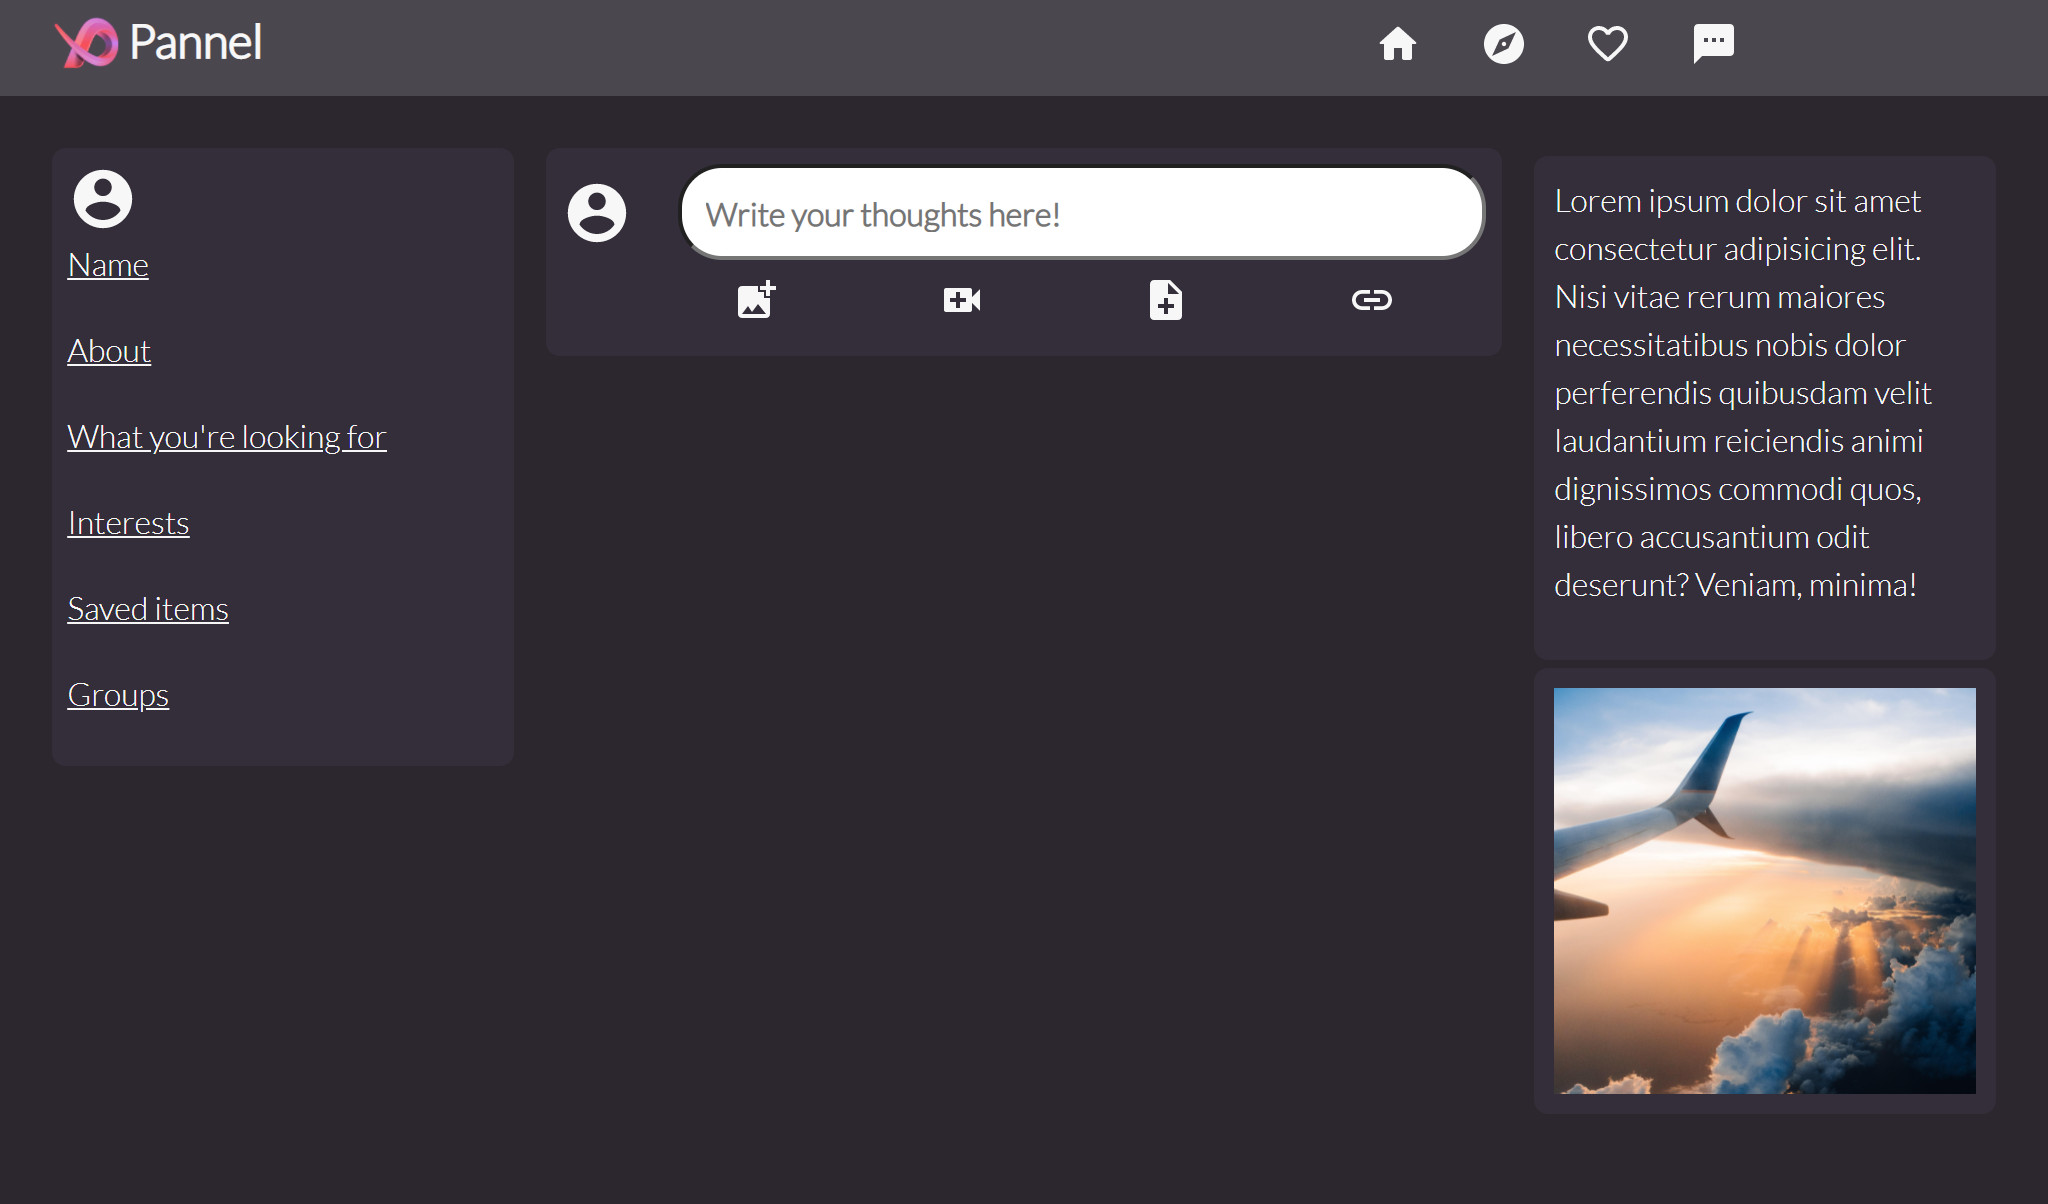 Pannel
Name
About
What you're looking for
Interests
Saved items
Groups
Write your thoughts here!
Lorem ipsum dolor sit amet
consectetur adipisicing elit.
Nisi vitae rerum maiores
necessitatibus nobis dolor
perferendis quibusdam velit
laudantium reiciendis animi
dignissimos commodi quos,
libero accusantium odit
deserunt? Veniam, minima!